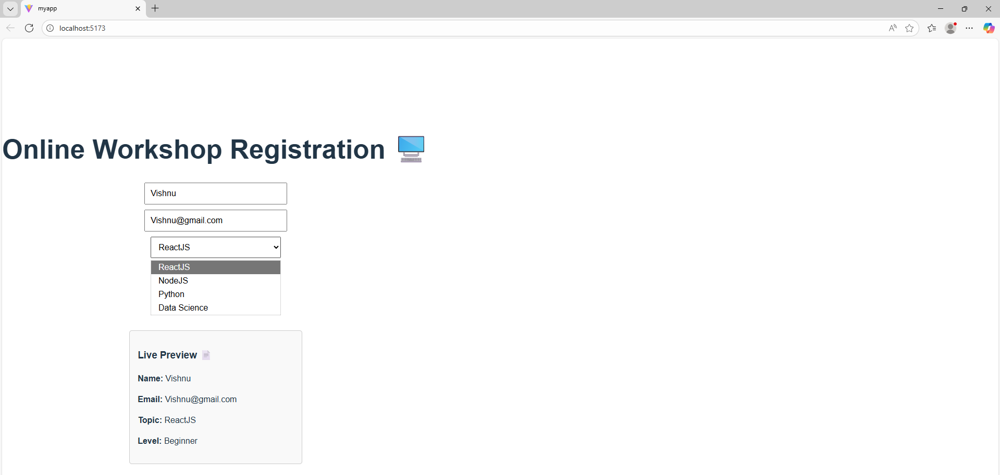 myapp
localhost:5173
Online Workshop Registration
Vishnu
Vishnu@gmail.com
ReactJS
ReactJS
NodeJS
Python
Data Science
Live Preview
Name: Vishnu
Email: Vishnu@gmail.com
Topic: ReactJS
Level: Beginner